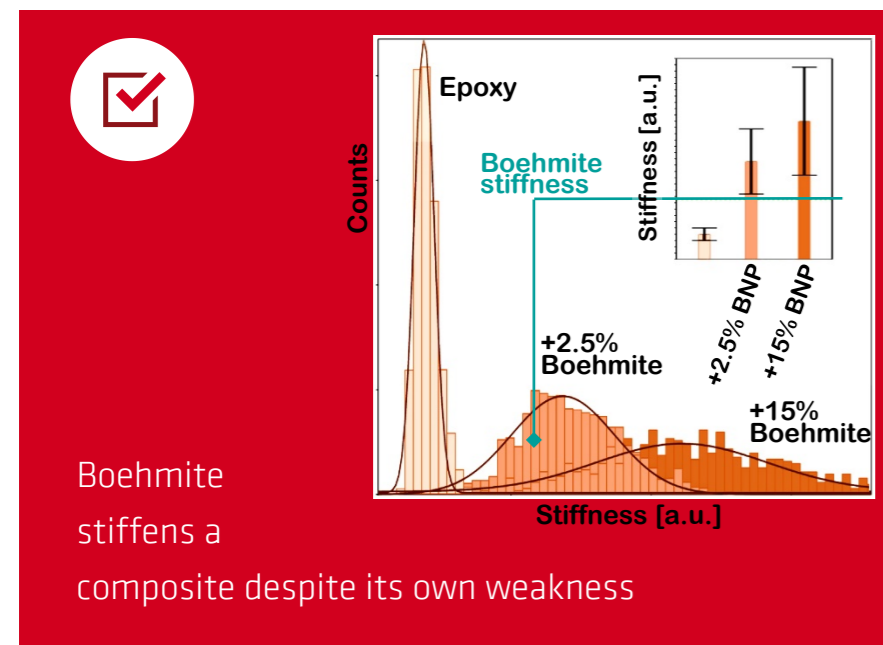 Epoxy
Counts
Boehmite
stiffness
Stiffness [a.u.]
+2.5% BNP
+15% BNP
+2.5%
Boehmite
+15%
Boehmite
Stiffness [a.u.]
Boehmite
stiffens a
composite despite its own weakness